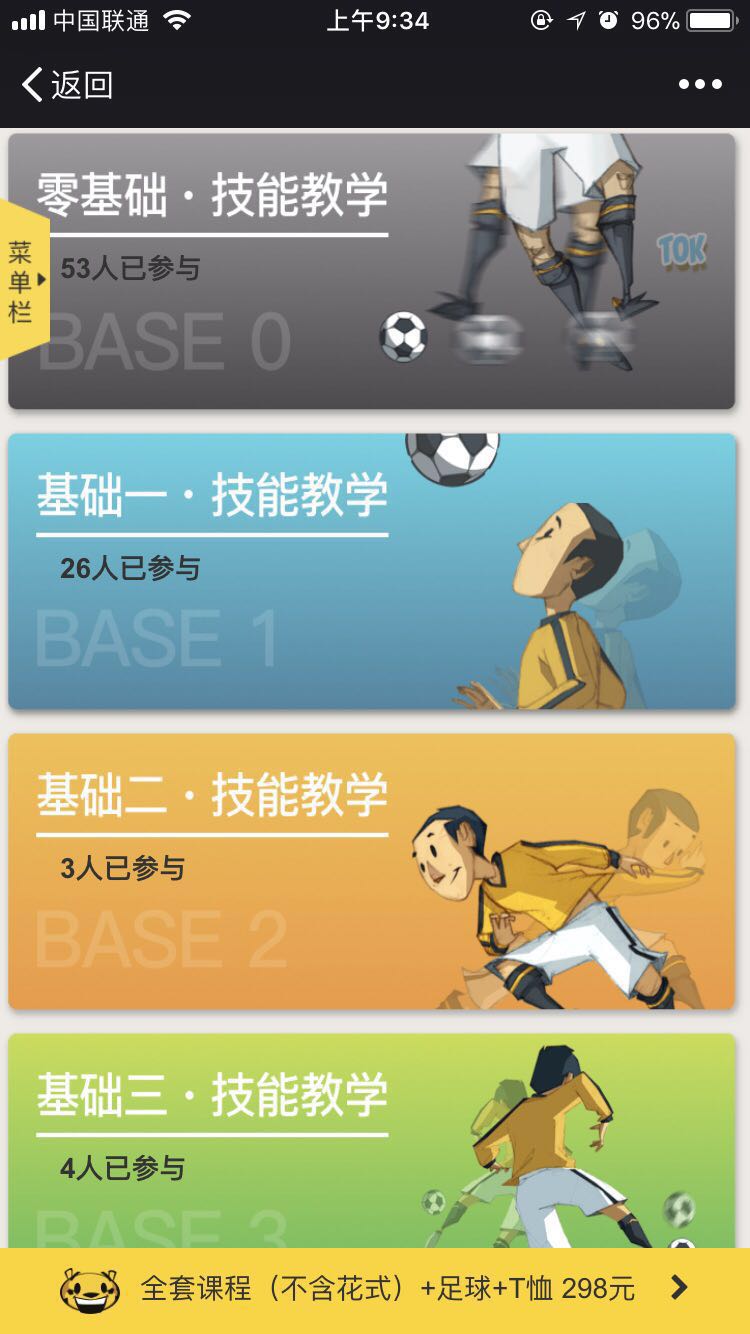 中国联通 上午9:34 96%
返回
零基础·技能教学
TOK
菜单栏
53人已参与
BASE 0
基础一·技能教学
26人已参与
BASE 1
基础二·技能教学
3人已参与
BASE 2
基础三·技能教学
4人已参与
BASE 3
全套课程（不含花式）+足球+T恤 298元